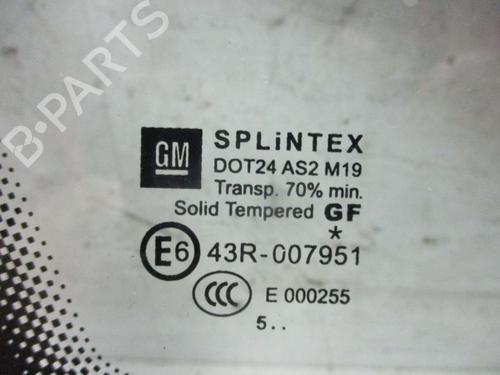 B-PARTS
GM
SPLiNTEX
DOT24 AS2 M19
Transp. 70% min.
Solid Tempered GF
*
E6 43R-007951
CCC E 000255
5..